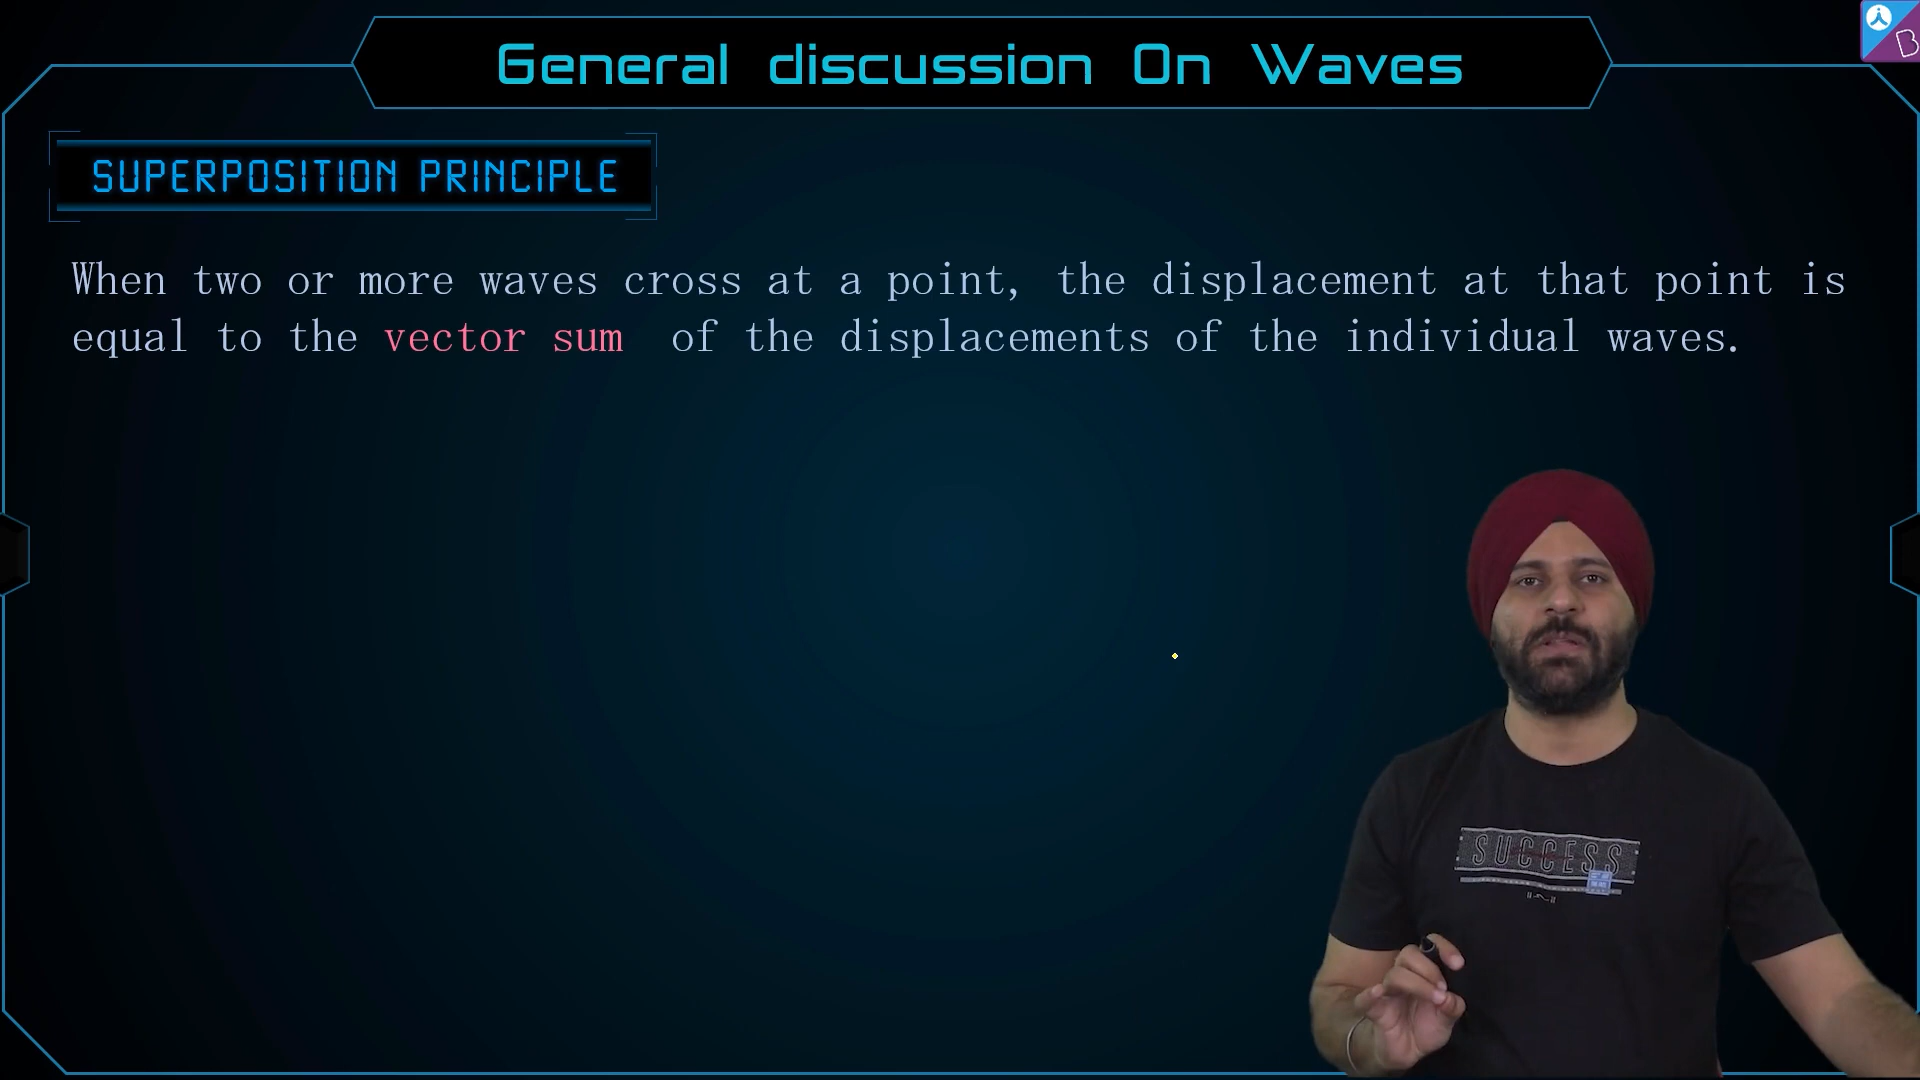 General discussion On Waves
SUPERPOSITION PRINCIPLE
When two or more waves cross at a point, the displacement at that point is
equal to the vector sum of the displacements of the individual waves.
SUCCESS
B